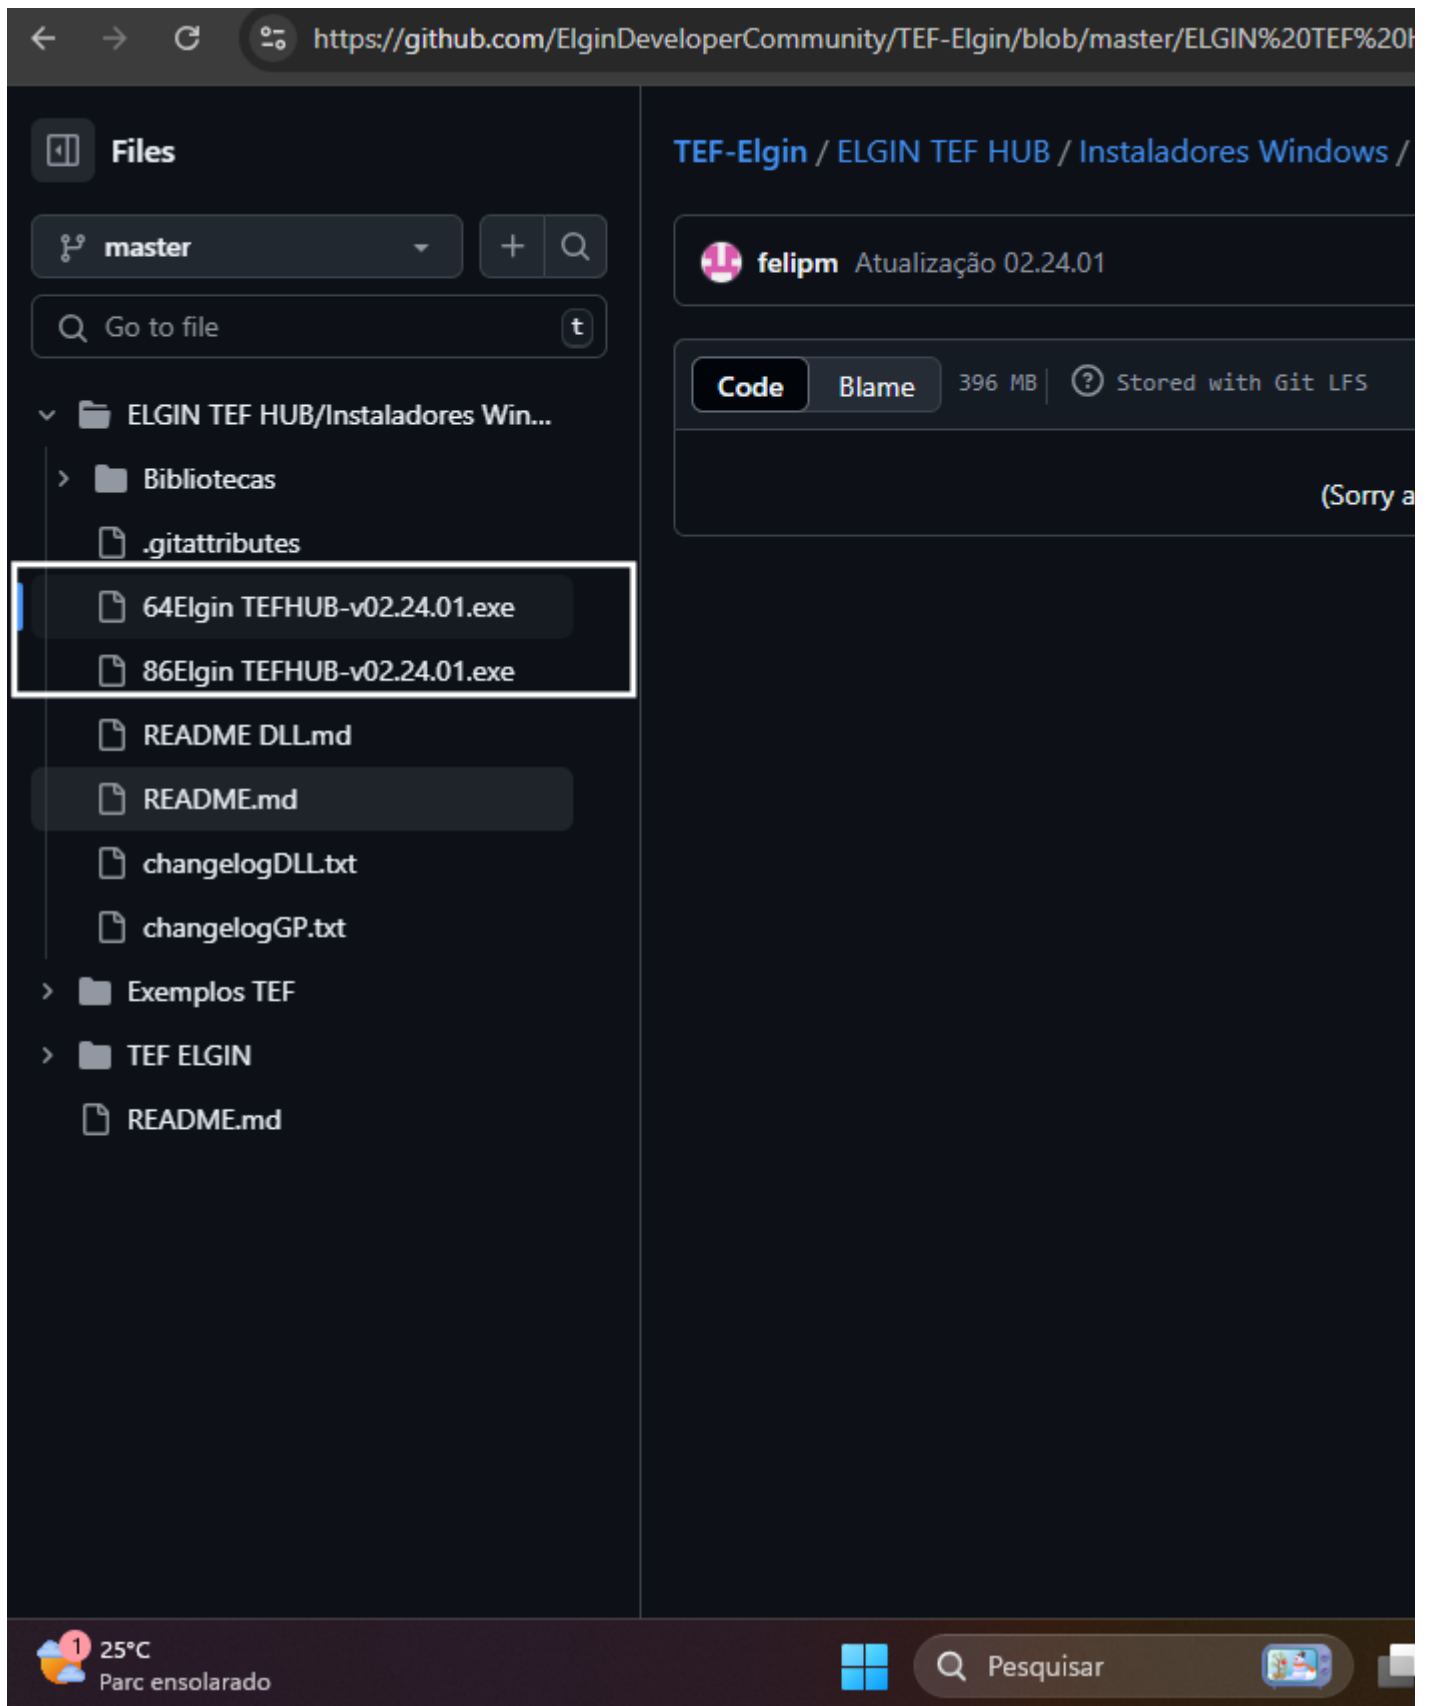 https://github.com/ElginDeveloperCommunity/TEF-Elgin/blob/master/ELGIN%20TEF%20
Files
TEF-Elgin / ELGIN TEF HUB / Instaladores Windows /
master
felipm Atualização 02.24.01
Go to file
t
Code
Blame
396 MB
Stored with Git LFS
(Sorry a
ELGIN TEF HUB/Instaladores Win...
Bibliotecas
.gitattributes
64Elgin TEFHUB-v02.24.01.exe
86Elgin TEFHUB-v02.24.01.exe
README DLL.md
README.md
changelogDLL.txt
changelogGP.txt
Exemplos TEF
TEF ELGIN
README.md
1
25°C
Parc ensolarado
Pesquisar